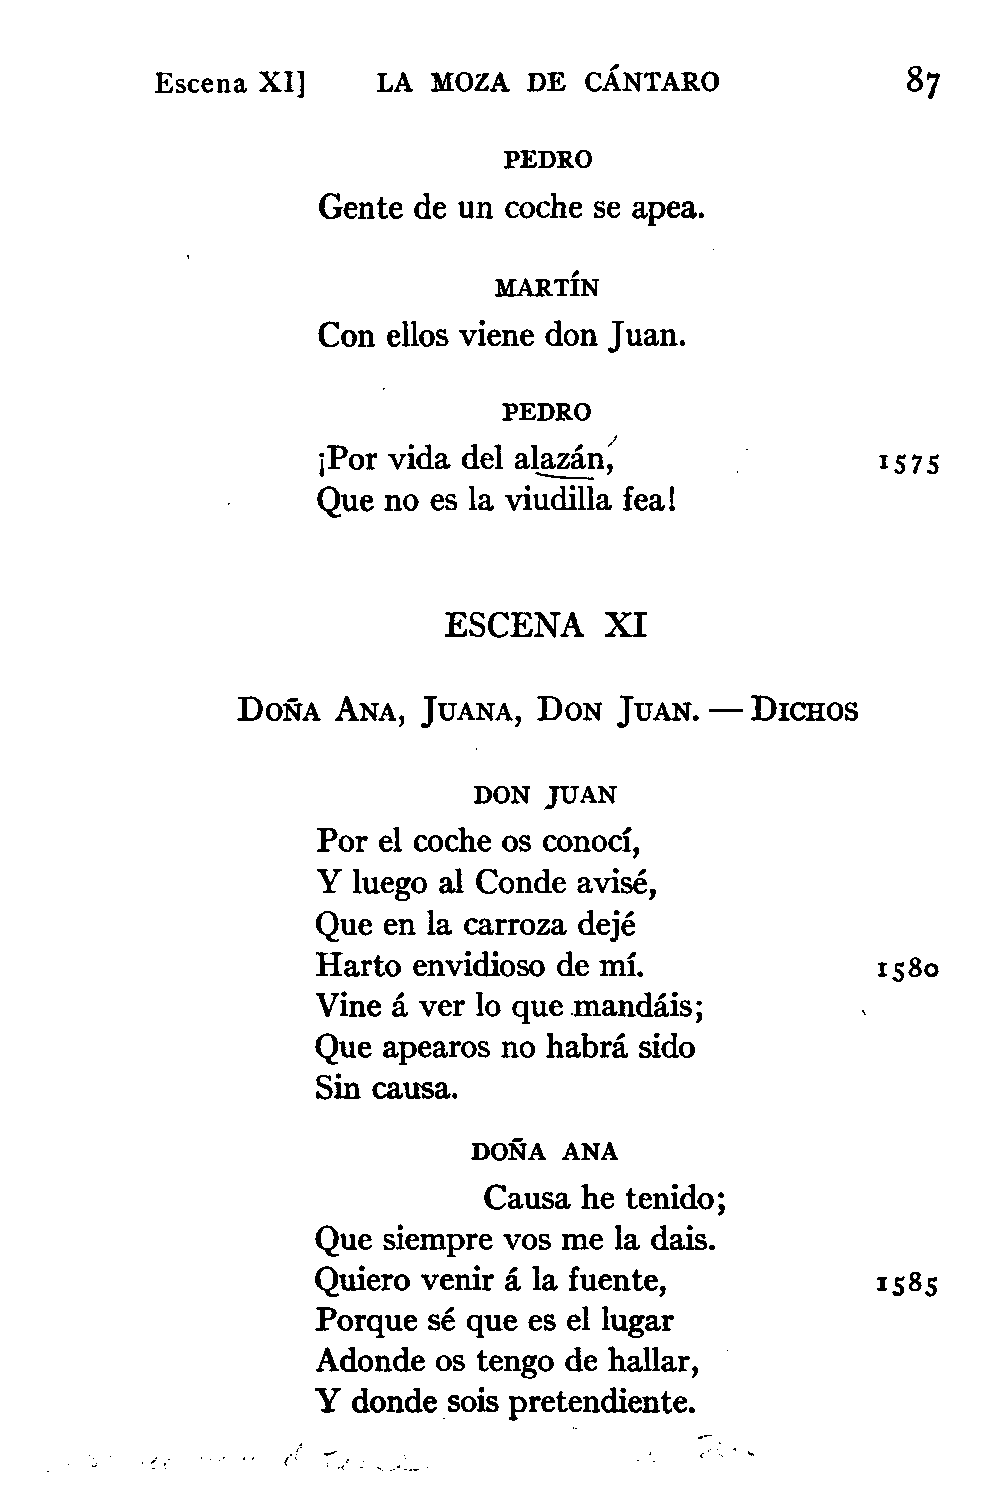 Escena XI] LA MOZA DE CÁNTARO 87
PEDRO
Gente de un coche se apea.
MARTÍN
Con ellos viene don Juan.
PEDRO
¡Por vida del alazán, 1575
Que no es la viudilla fea!
ESCENA XI
DOÑA ANA, JUANA, DON JUAN. — DICHOS
DON JUAN
Por el coche os conocí,
Y luego al Conde avisé,
Que en la carroza dejé
Harto envidioso de mí. 1580
Vine á ver lo que mandáis;
Que apearos no habrá sido
Sin causa.
DOÑA ANA
Causa he tenido;
Que siempre vos me la dais.
Quiero venir á la fuente, 1585
Porque sé que es el lugar
Adonde os tengo de hallar,
Y donde sois pretendiente.